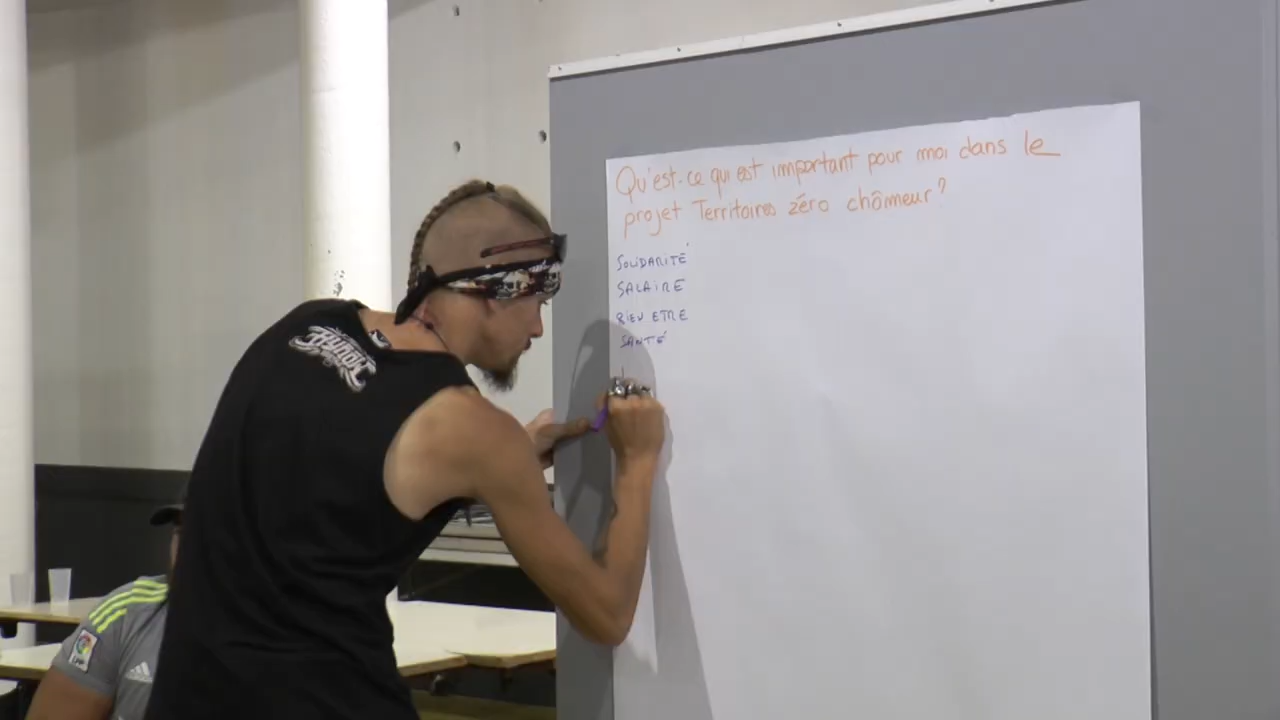 Qu'est-ce qui est important pour moi dans le
projet Territoires zéro chômeur?
SOLIDARITÉ
SALAIRE
BIEN ETRE
SANTÉ